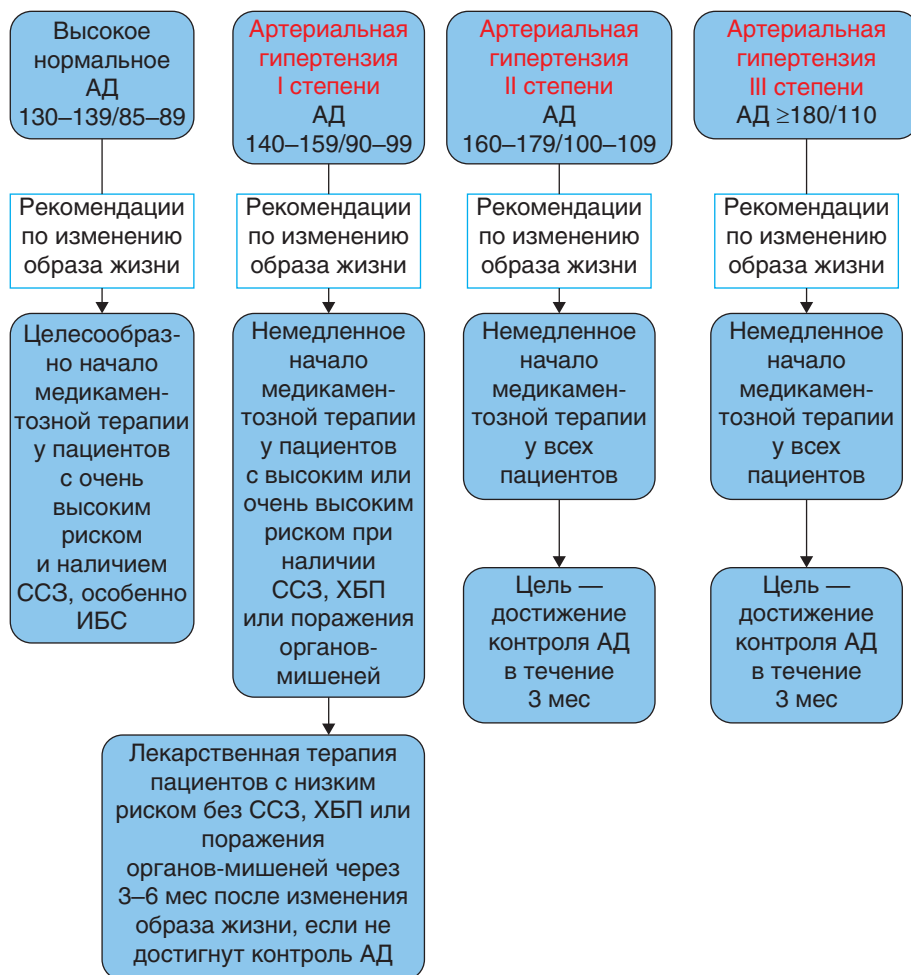 Высокое
нормальное
АД
130–139/85–89
Артериальная
гипертензия
I степени
АД
140–159/90–99
Артериальная
гипертензия
II степени
АД
160–179/100–109
Артериальная
гипертензия
III степени
АД ≥180/110
Рекомендации
по изменению
образа жизни
Рекомендации
по изменению
образа жизни
Рекомендации
по изменению
образа жизни
Рекомендации
по изменению
образа жизни
Целесообраз-
но начало
медикамен-
тозной терапии
у пациентов
с очень
высоким
риском
и наличием
ССЗ, особенно
ИБС
Немедленное
начало
медикамен-
тозной терапии
у пациентов
с высоким или
очень высоким
риском при
наличии
ССЗ, ХБП
или поражения
органов-
мишеней
Немедленное
начало
медикамен-
тозной терапии
у всех
пациентов
Немедленное
начало
медикамен-
тозной терапии
у всех
пациентов
Цель —
достижение
контроля АД
в течение
3 мес
Цель —
достижение
контроля АД
в течение
3 мес
Лекарственная терапия
пациентов с низким
риском без ССЗ, ХБП или
поражения
органов-мишеней через
3–6 мес после изменения
образа жизни, если не
достигнут контроль АД